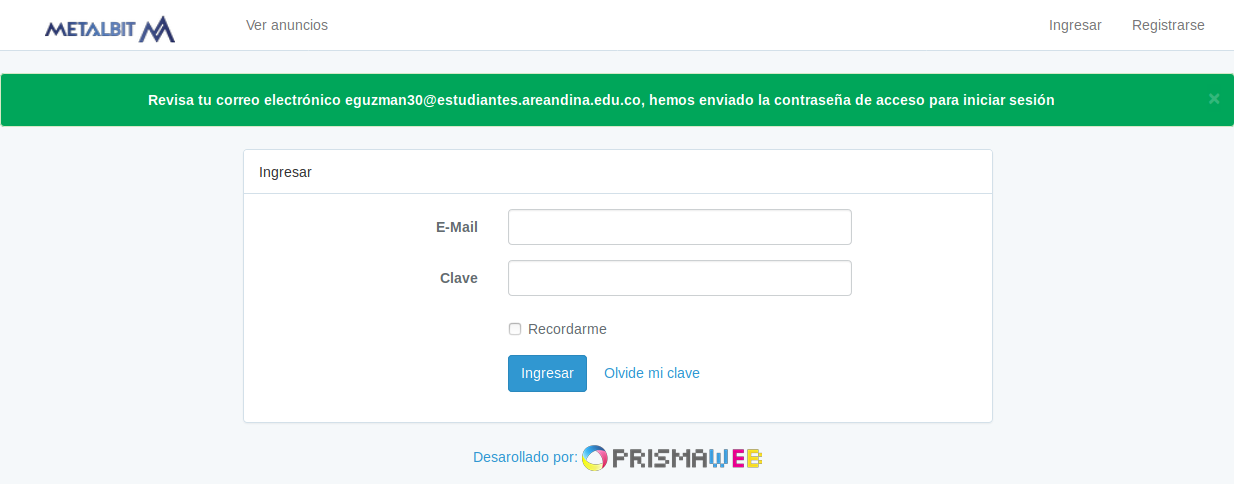 METALBIT
Ver anuncios
Ingresar
Registrarse
Revisa tu correo electrónico eguzman30@estudiantes.areandina.edu.co, hemos enviado la contraseña de acceso para iniciar sesión
×
Ingresar
E-Mail
Clave
Recordarme
Ingresar
Olvide mi clave
Desarollado por: PRISMAWEB